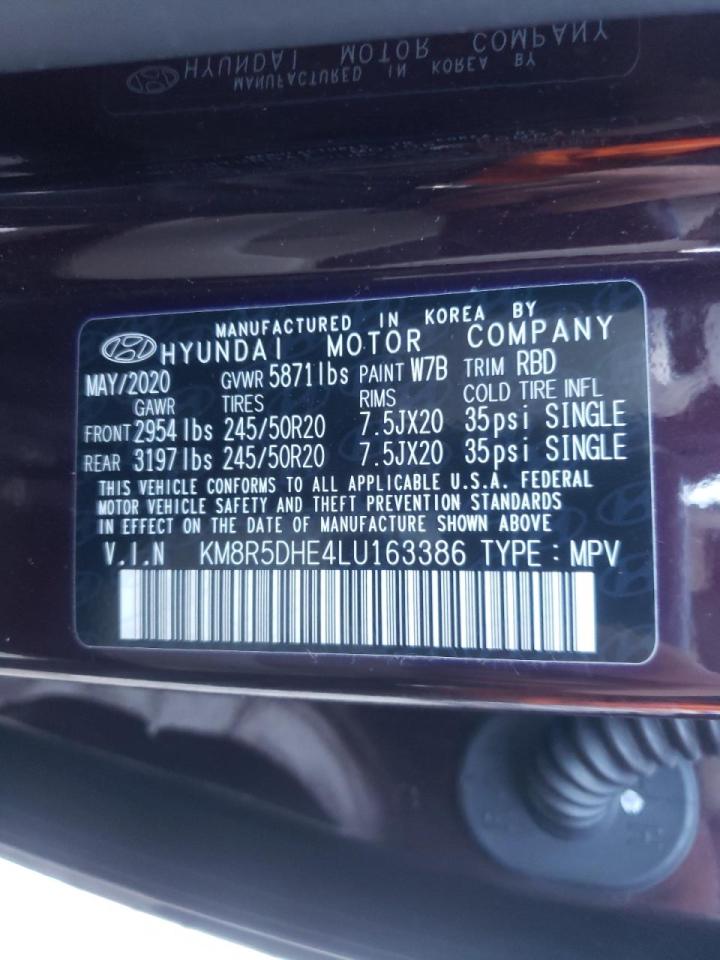 HYUNDAI MOTOR COMPANY
MANUFACTURED IN KOREA BY
MANUFACTURED IN KOREA BY
HYUNDAI MOTOR COMPANY
MAY/2020 GVWR 5871lbs PAINT W7B TRIM RBD
GAWR TIRES RIMS COLD TIRE INFL
FRONT 2954lbs 245/50R20 7.5JX20 35psi SINGLE
REAR 3197lbs 245/50R20 7.5JX20 35psi SINGLE
THIS VEHICLE CONFORMS TO ALL APPLICABLE U.S.A. FEDERAL
MOTOR VEHICLE SAFETY AND THEFT PREVENTION STANDARDS
IN EFFECT ON THE DATE OF MANUFACTURE SHOWN ABOVE
V.I.N KM8R5DHE4LU163386 TYPE : MPV